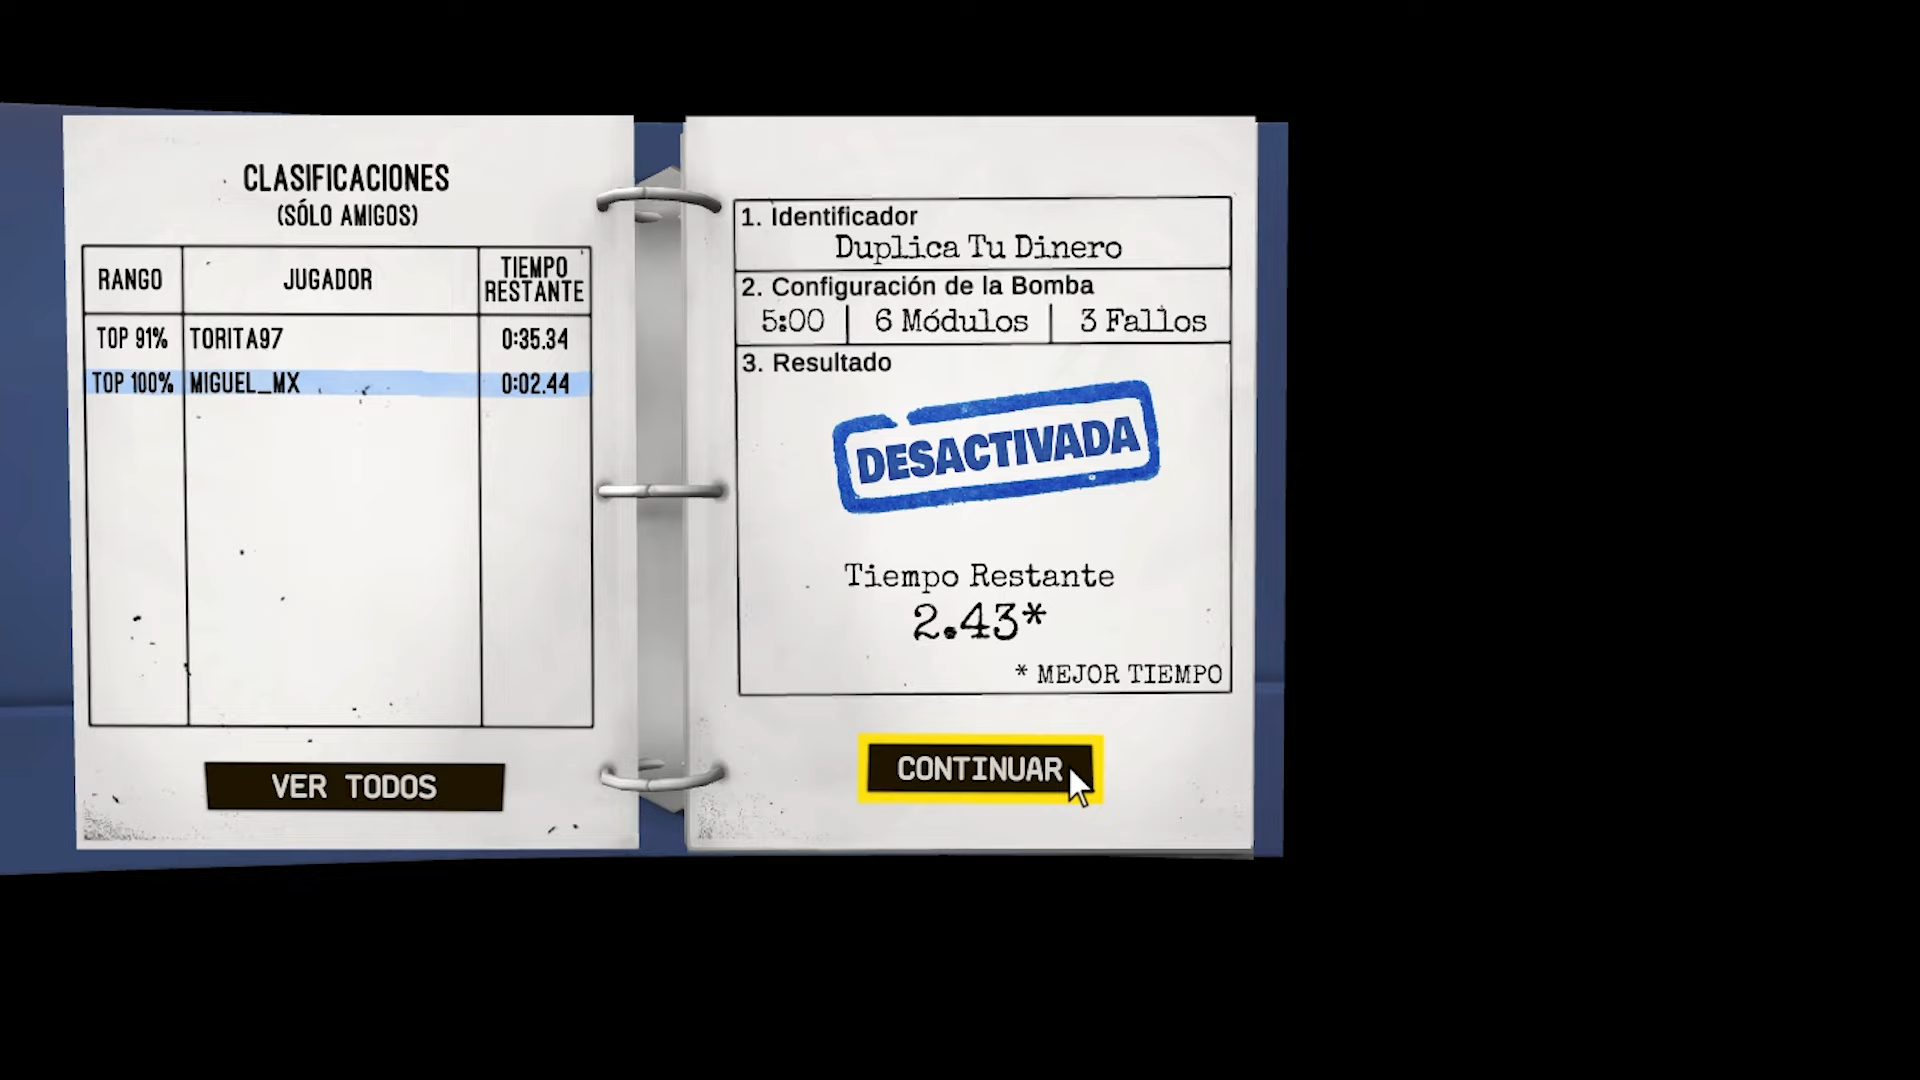 CLASIFICACIONES
(SÓLO AMIGOS)
RANGO JUGADOR TIEMPO RESTANTE
TOP 91% TORITA97 0:35.34
TOP 100% MIGUEL_MX 0:02.44
VER TODOS
1. Identificador
Duplica Tu Dinero
2. Configuración de la Bomba
5:00 6 Módulos 3 Fallos
3. Resultado
DESACTIVADA
Tiempo Restante
2.43*
* MEJOR TIEMPO
CONTINUAR